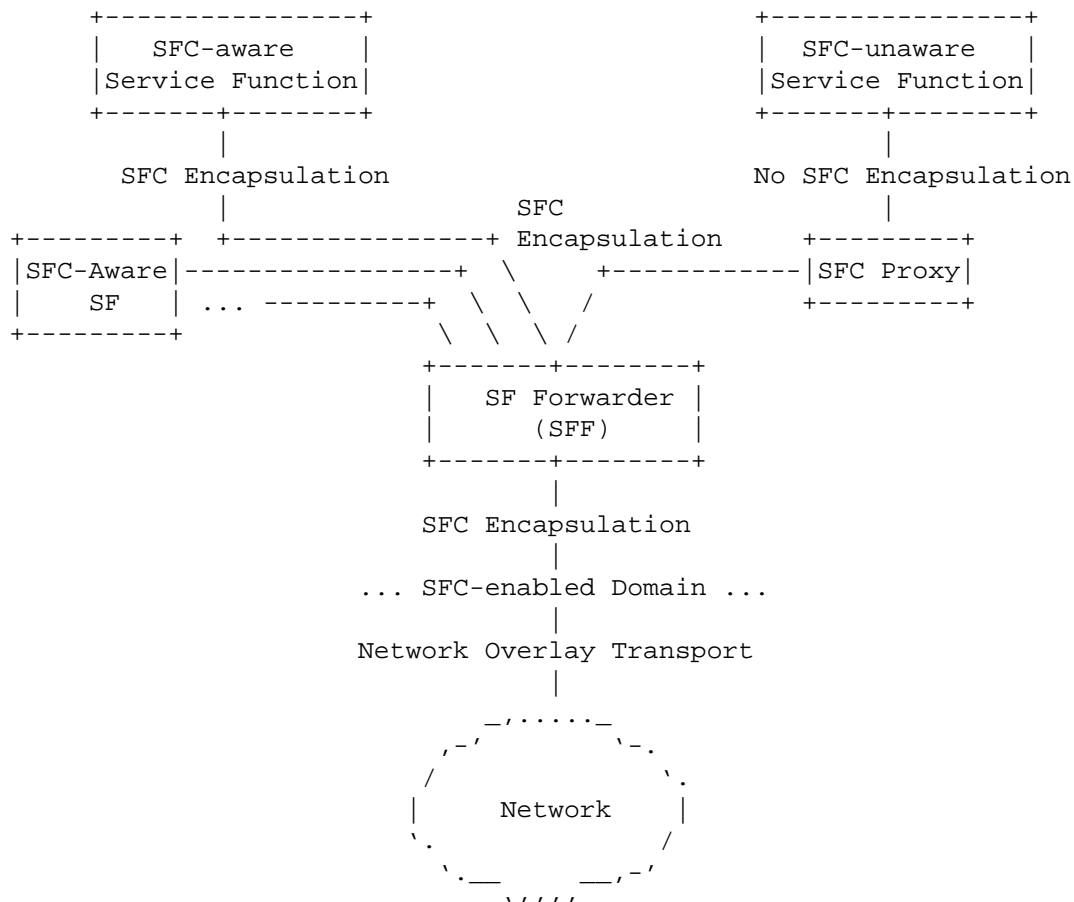 SFC-aware SFC-unaware
Service Function Service Function
SFC Encapsulation No SFC Encapsulation
SFC
Encapsulation
SFC-Aware SFC Proxy
SF ...
SF Forwarder
(SFF)
SFC Encapsulation
... SFC-enabled Domain ...
Network Overlay Transport
Network